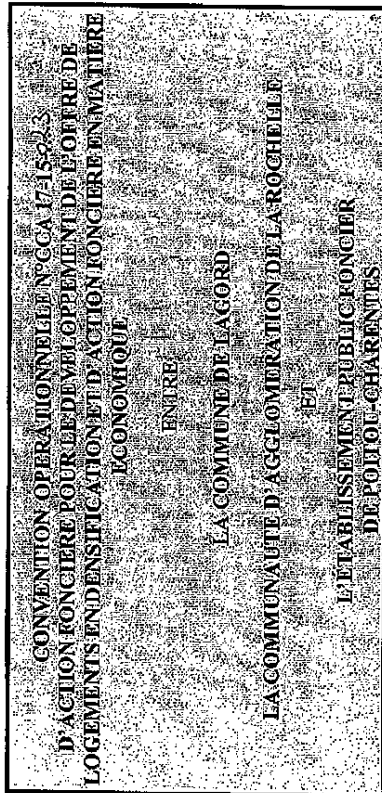 CONVENTION OPERATIONNELLE N°CCA 17-15-023
D'ACTION FONCIERE POUR LE DEVELOPPEMENT DE L'OFFRE DE
LOGEMENTS EN DENSIFICATION ET D'ACTION FONCIERE EN MATIERE
ECONOMIQUE
ENTRE
LA COMMUNE DE LAGORD
LA COMMUNAUTE D'AGGLOMERATION DE LA ROCHELLE
ET
L'ETABLISSEMENT PUBLIC FONCIER
DE POITOU-CHARENTES